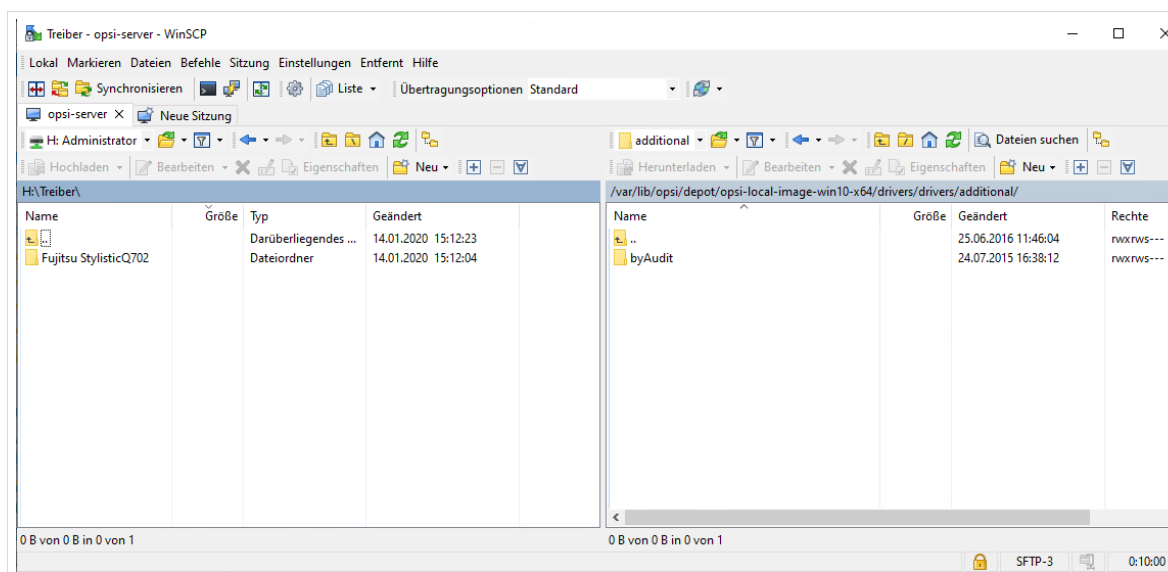 Treiber - opsi-server - WinSCP
Lokal Markieren Dateien Befehle Sitzung Einstellungen Entfernt Hilfe
Synchronisieren Liste Übertragungsoptionen Standard
opsi-server X Neue Sitzung
H: Administrator
Hochladen Bearbeiten Eigenschaften Neu
H:\Treiber\
Name Größe Typ Geändert
.. Darüberliegendes ... 14.01.2020 15:12:23
Fujitsu StylisticQ702 Dateiordner 14.01.2020 15:12:04
0 B von 0 B in 0 von 1
additional Dateien suchen
Herunterladen Bearbeiten Eigenschaften Neu
/var/lib/opsi/depot/opsi-local-image-win10-x64/drivers/drivers/additional/
Name Größe Geändert Rechte
.. 25.06.2016 11:46:04 rwxrws---
byAudit 24.07.2015 16:38:12 rwxrws---
0 B von 0 B in 0 von 1
SFTP-3 0:10:00